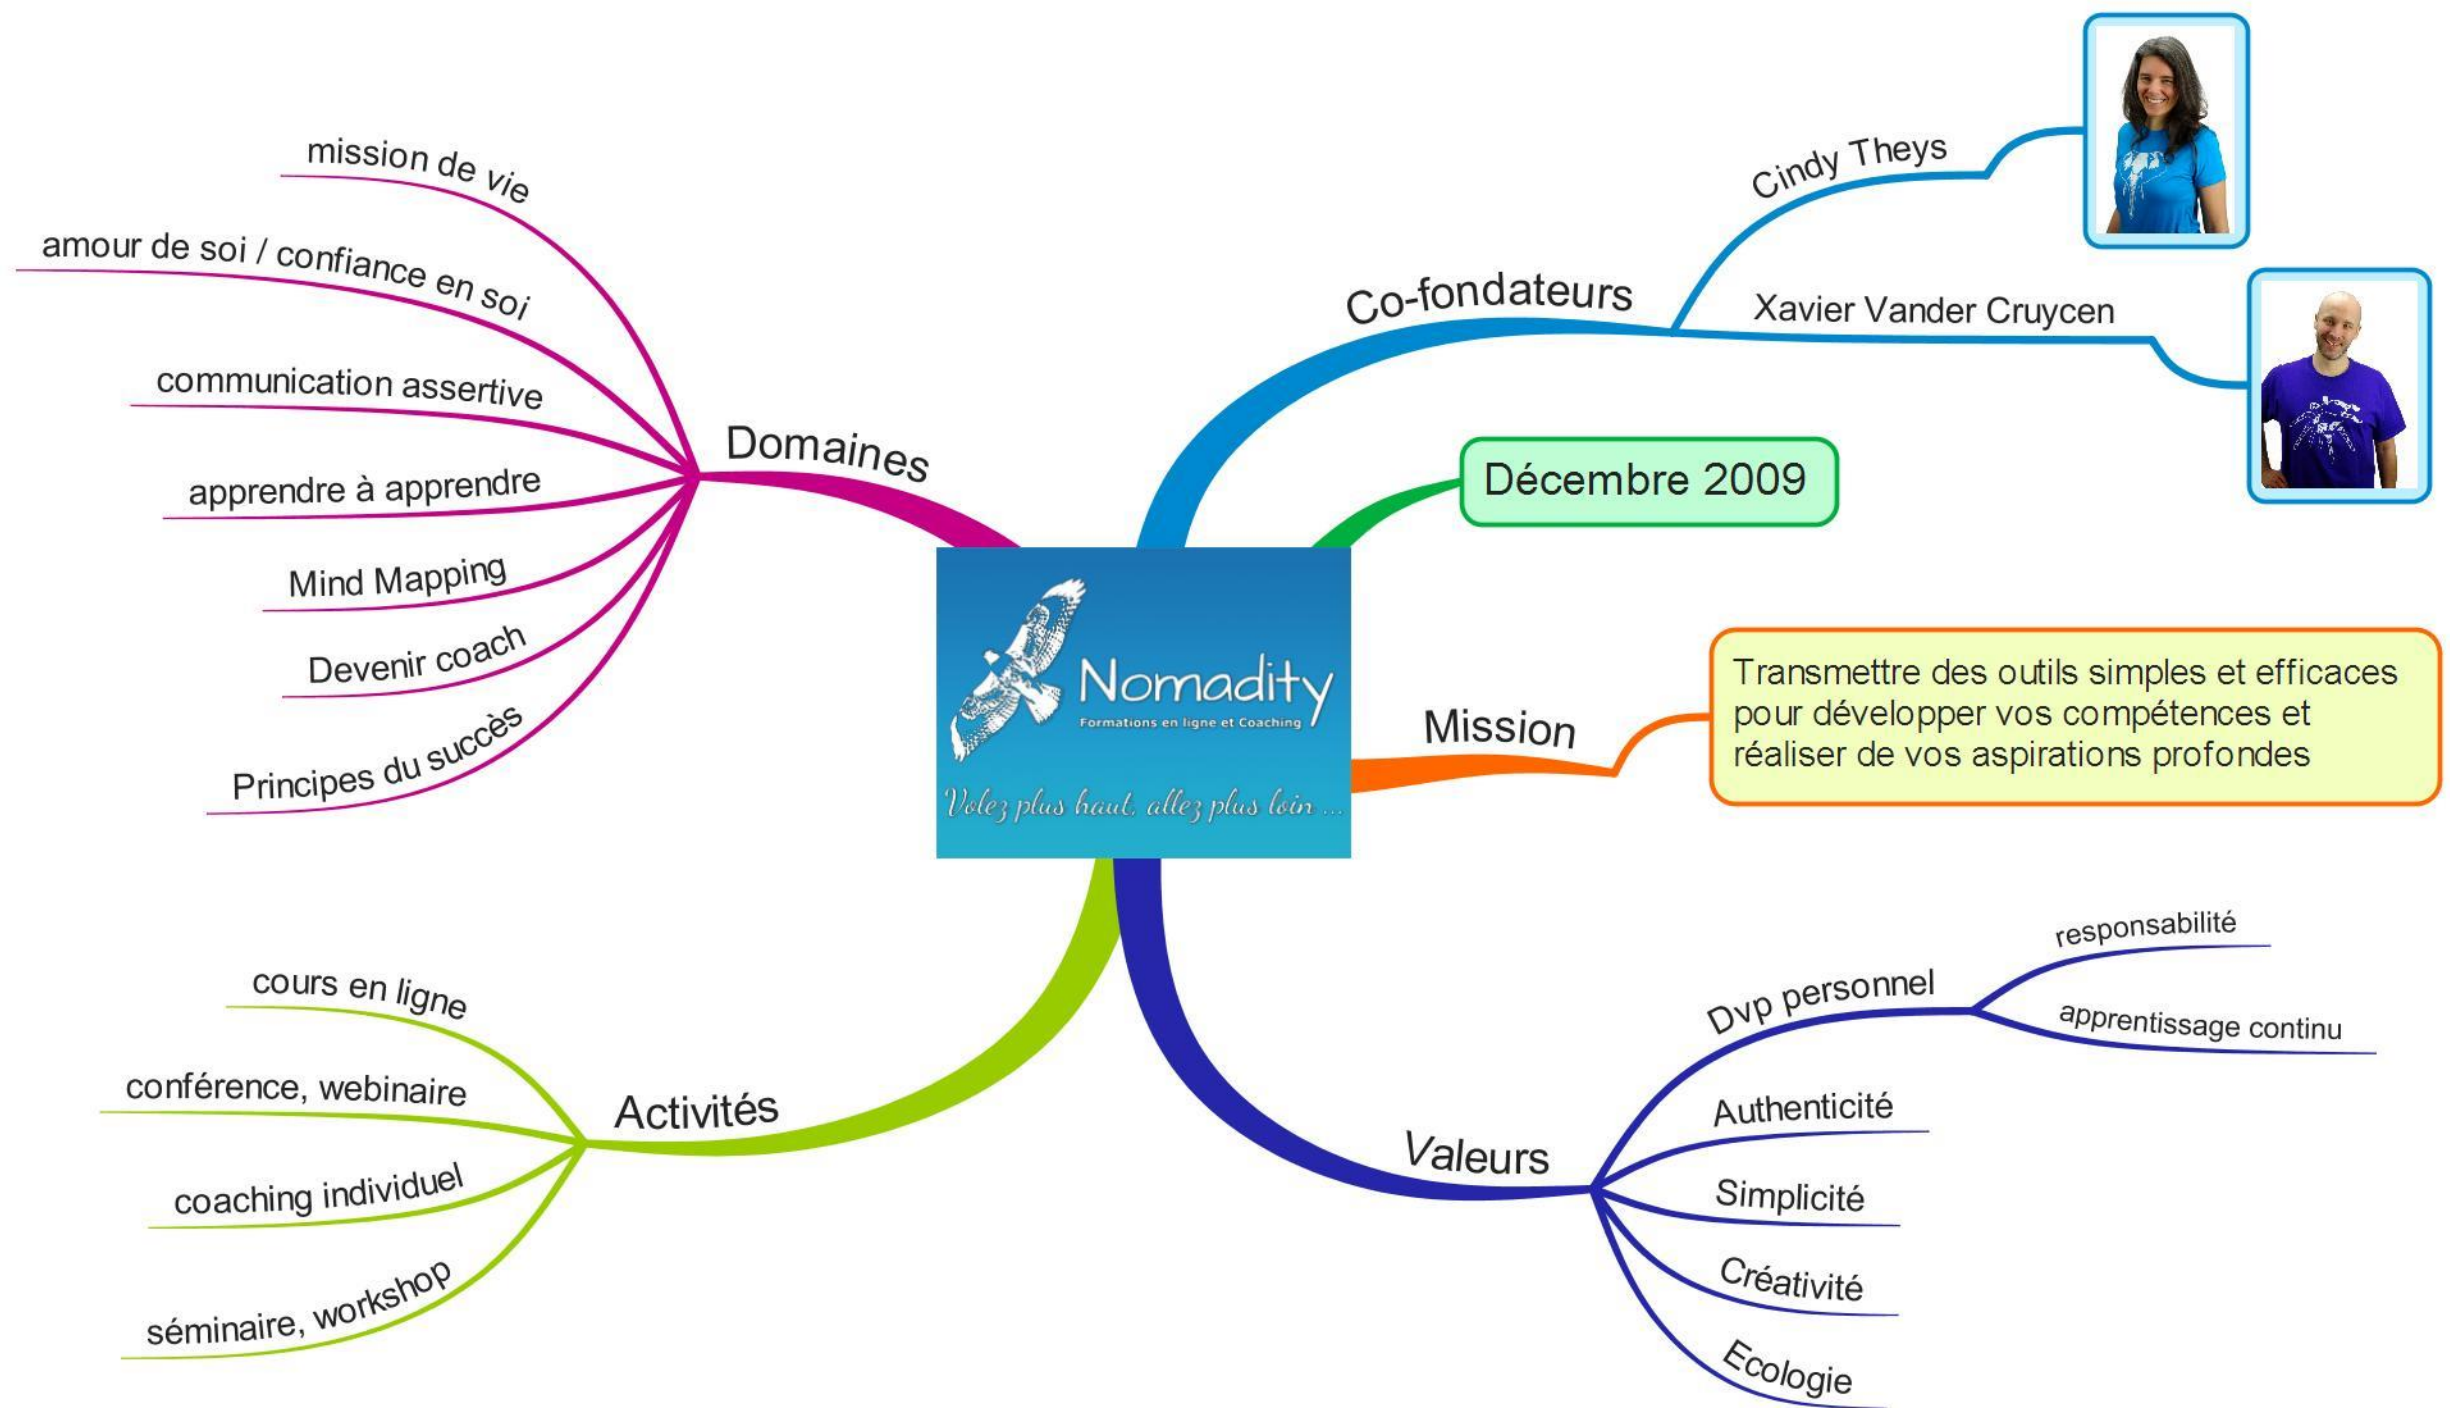 Nomadity
Formations en ligne et Coaching
Volez plus haut, allez plus loin ...
Co-fondateurs
Cindy Theys
Xavier Vander Cruycen
Décembre 2009
Mission
Transmettre des outils simples et efficaces
pour développer vos compétences et
réaliser de vos aspirations profondes
Valeurs
Dvp personnel
responsabilité
apprentissage continu
Authenticité
Simplicité
Créativité
Ecologie
Activités
cours en ligne
conférence, webinaire
coaching individuel
séminaire, workshop
Domaines
mission de vie
amour de soi / confiance en soi
communication assertive
apprendre à apprendre
Mind Mapping
Devenir coach
Principes du succès